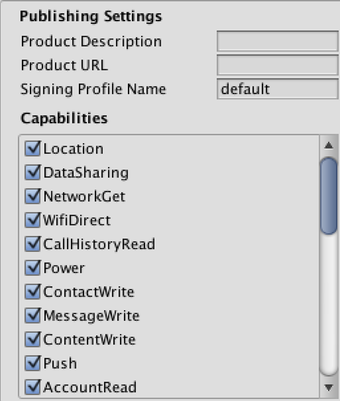 Publishing Settings
Product Description
Product URL
Signing Profile Name default
Capabilities
Location
DataSharing
NetworkGet
WifiDirect
CallHistoryRead
Power
ContactWrite
MessageWrite
ContentWrite
Push
AccountRead